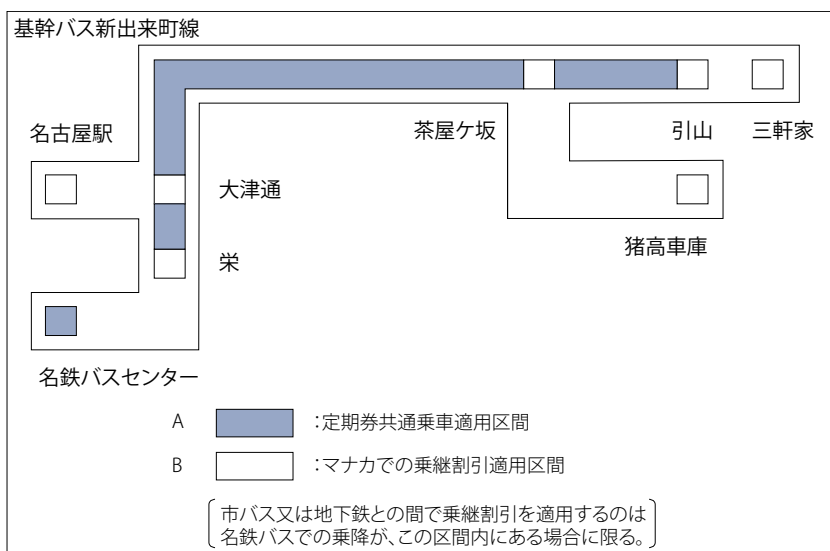 基幹バス新出来町線
名古屋駅
茶屋ケ坂
引山
三軒家
大津通
猪高車庫
栄
名鉄バスセンター
A :定期券共通乗車適用区間
B :マナカでの乗継割引適用区間
市バス又は地下鉄との間で乗継割引を適用するのは
名鉄バスでの乗降が、この区間内にある場合に限る。